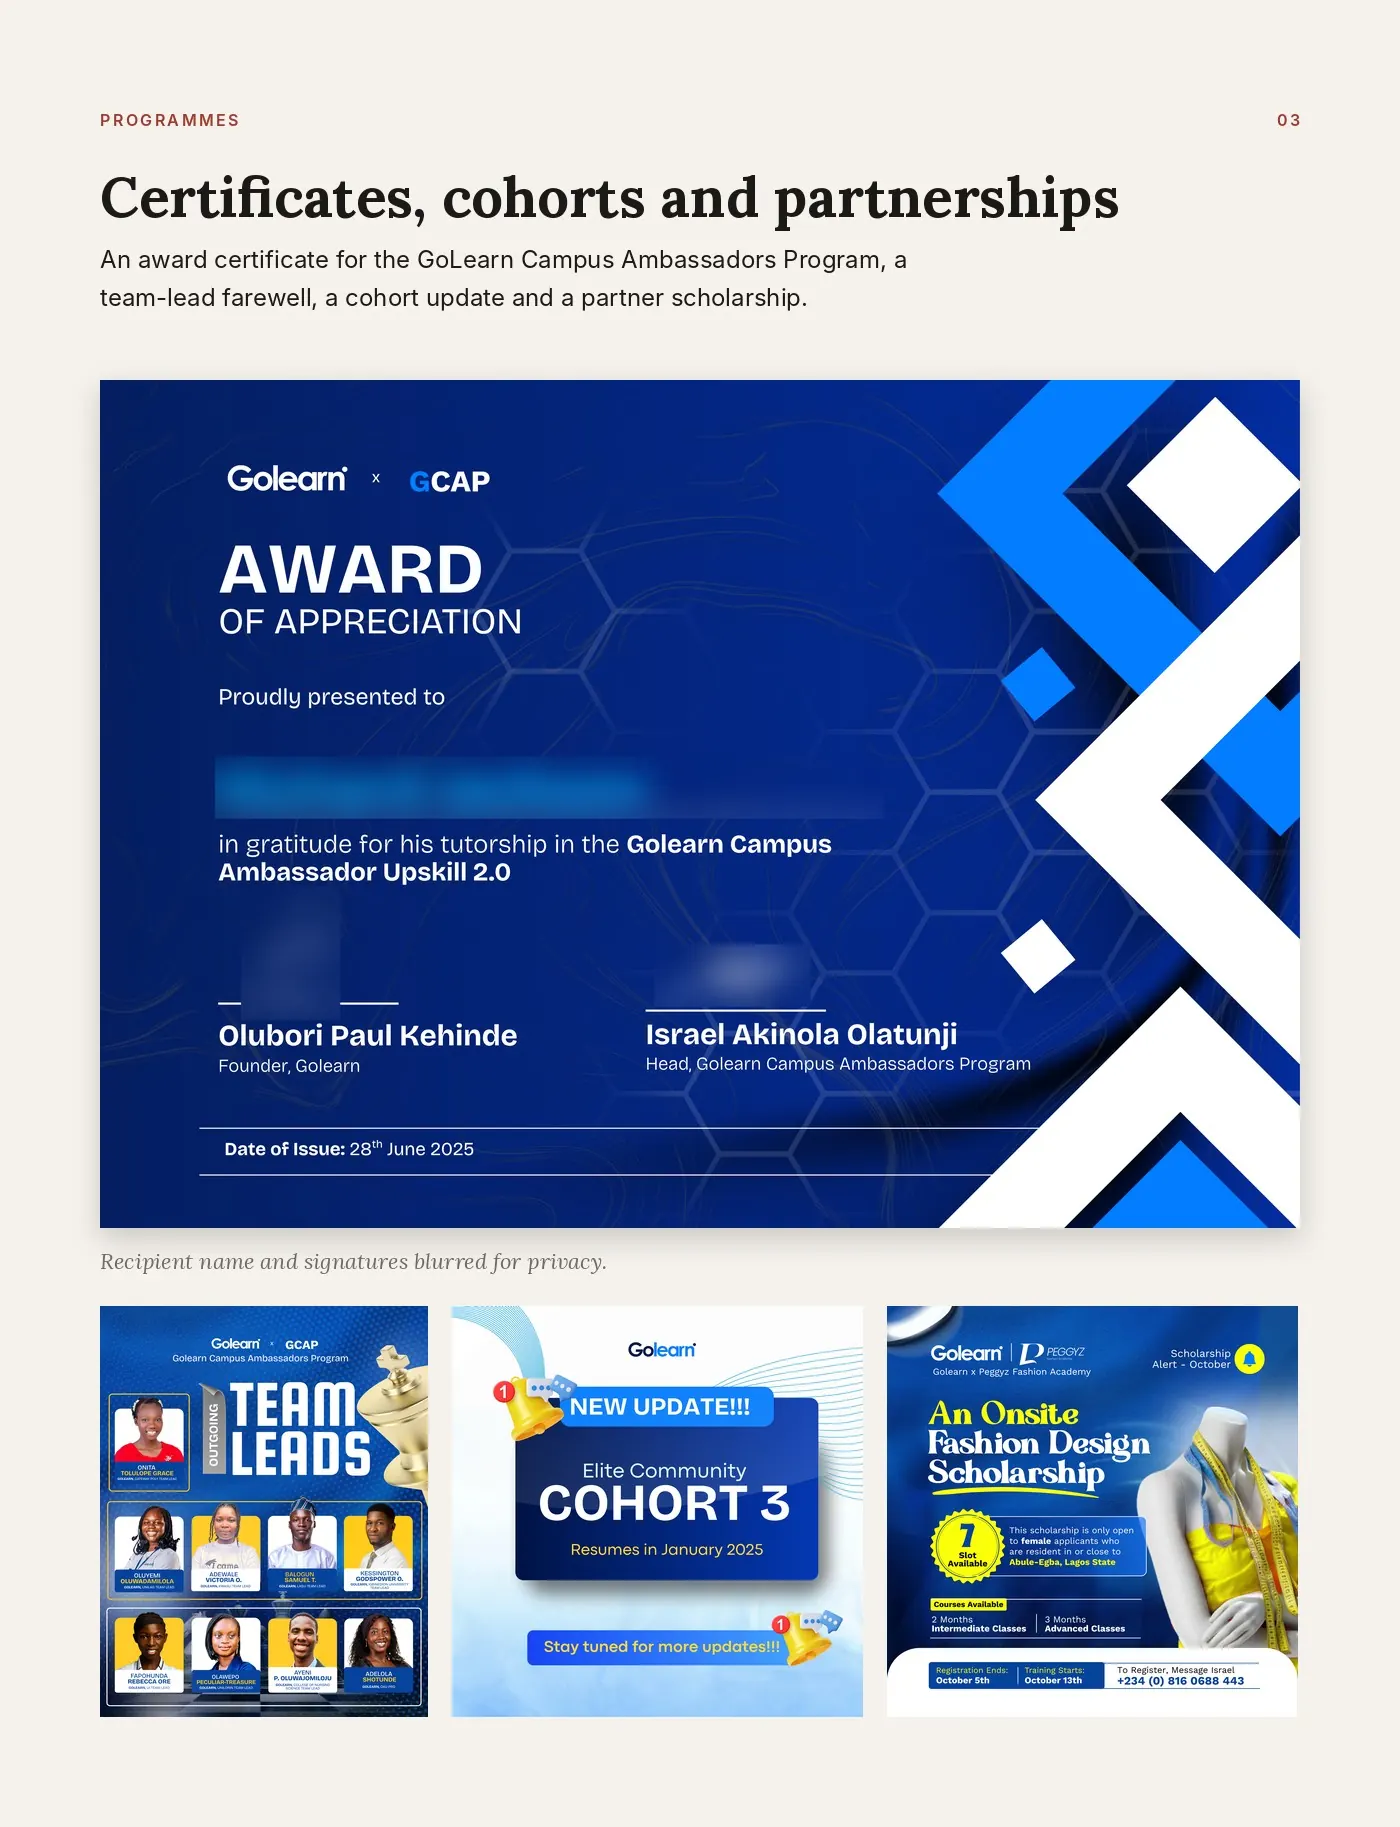 PROGRAMMES
03
Certificates, cohorts and partnerships
An award certificate for the GoLearn Campus Ambassadors Program, a
team-lead farewell, a cohort update and a partner scholarship.
Golearn x GCAP
AWARD
OF APPRECIATION
Proudly presented to
in gratitude for his tutorship in the Golearn Campus
Ambassador Upskill 2.0
Olubori Paul Kehinde
Founder, Golearn
Israel Akinola Olatunji
Head, Golearn Campus Ambassadors Program
Date of Issue: 28th June 2025
Recipient name and signatures blurred for privacy.
Golearn x GCAP
Golearn Campus Ambassadors Program
OUTGOING
TEAM
LEADS
ONITA
TOLULOPE GRACE
OLUYEMI
OLUWADAMILOLA
ADEWALE
VICTORIA O.
BALOGUN
SAMUEL T.
KESSINGTON
GODSPOWER O.
FAPOHUNDA
REBECCA ORE
OLAWEPO
PECULIAR-TREASURE
AYENI
P. OLUWAJOMILOJU
ADELOLA
SHOTUNDE
Golearn
1
NEW UPDATE!!!
Elite Community
COHORT 3
Resumes in January 2025
1
Stay tuned for more updates!!!
Golearn PEGGYZ
Golearn x Peggyz Fashion Academy
Scholarship
Alert - October
An Onsite
Fashion Design
Scholarship
7
Slot
Available
This scholarship is only open
to female applicants who
are resident in or close to
Abule-Egba, Lagos State
Courses Available
2 Months
Intermediate Classes
3 Months
Advanced Classes
Registration Ends:
October 5th
Training Starts:
October 13th
To Register, Message Israel
+234 (0) 816 0688 443